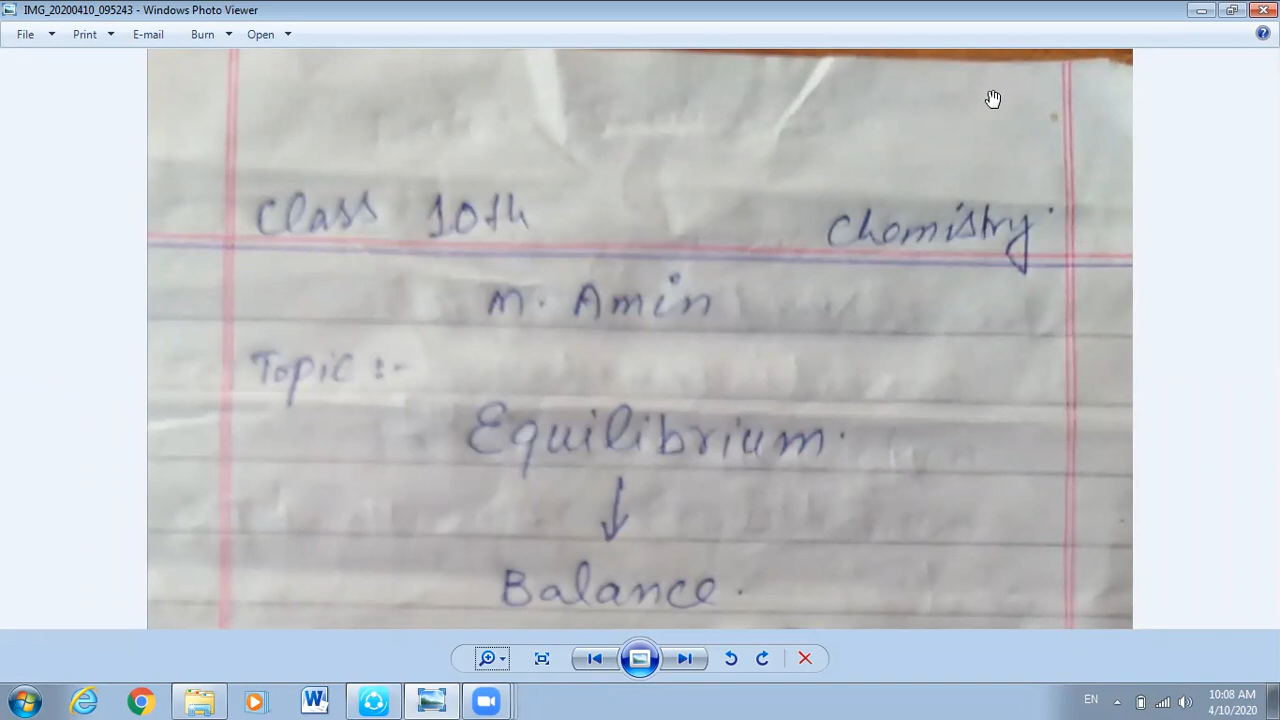 IMG_20200410_095243 - Windows Photo Viewer
File Print E-mail Burn Open
Class 10th Chemistry.
M. Amin
Topic :-
Equilibrium.
↓
Balance.
EN 10:08 AM
4/10/2020